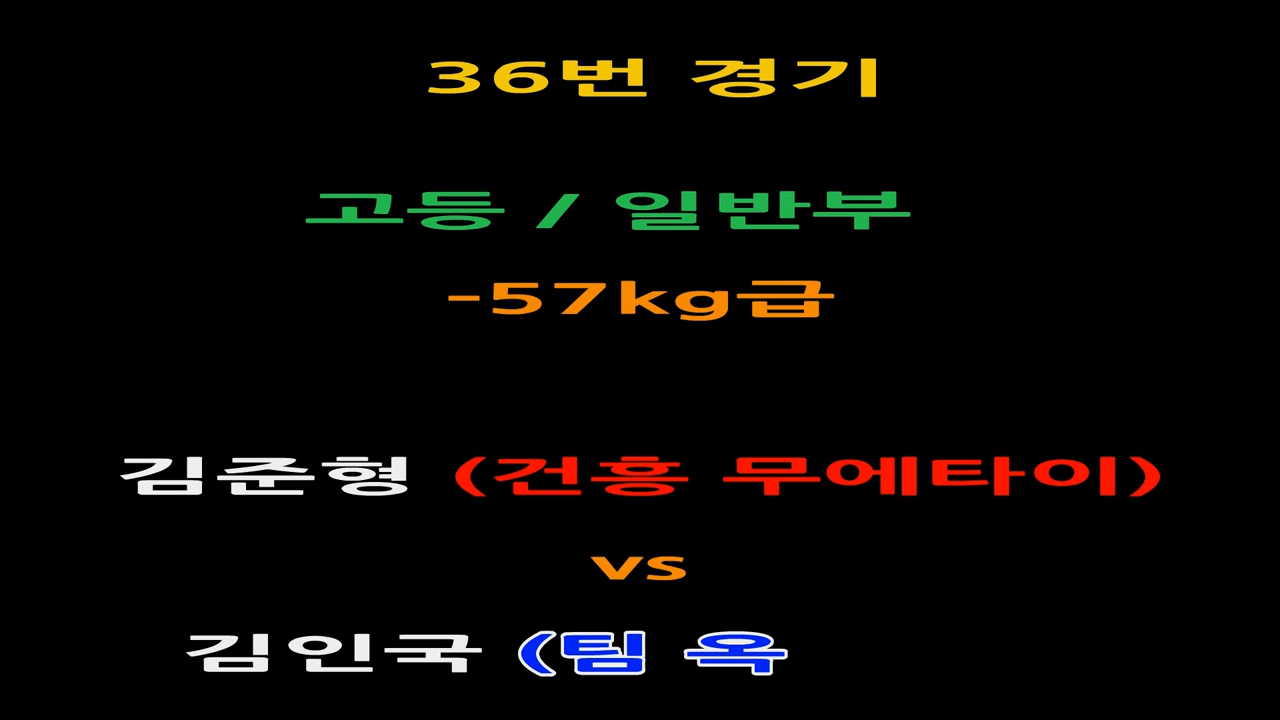 36번 경기
고등 / 일반부
-57kg급
김준형 (건흥 무에타이)
vs
김인국 (팀 옥